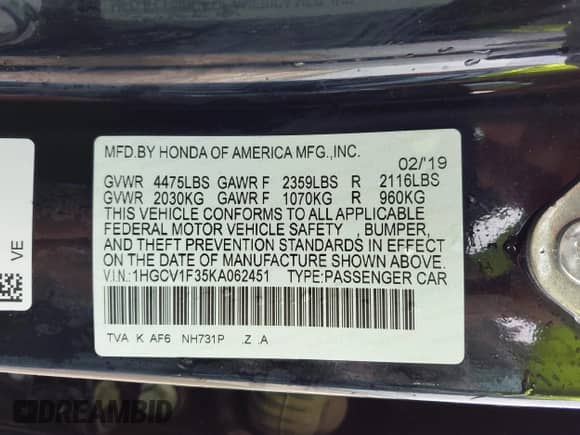 MFD.BY HONDA OF AMERICA MFG.,INC.
02/'19
GVWR 4475LBS GAWR F 2359LBS R 2116LBS
GVWR 2030KG GAWR F 1070KG R 960KG
THIS VEHICLE CONFORMS TO ALL APPLICABLE
FEDERAL MOTOR VEHICLE SAFETY , BUMPER,
AND THEFT PREVENTION STANDARDS IN EFFECT
ON THE DATE OF MANUFACTURE SHOWN ABOVE.
V.I.N.:1HGCV1F35KA062451 TYPE:PASSENGER CAR
TVA K AF6 NH731P .Z .A
VE
DREAMBID